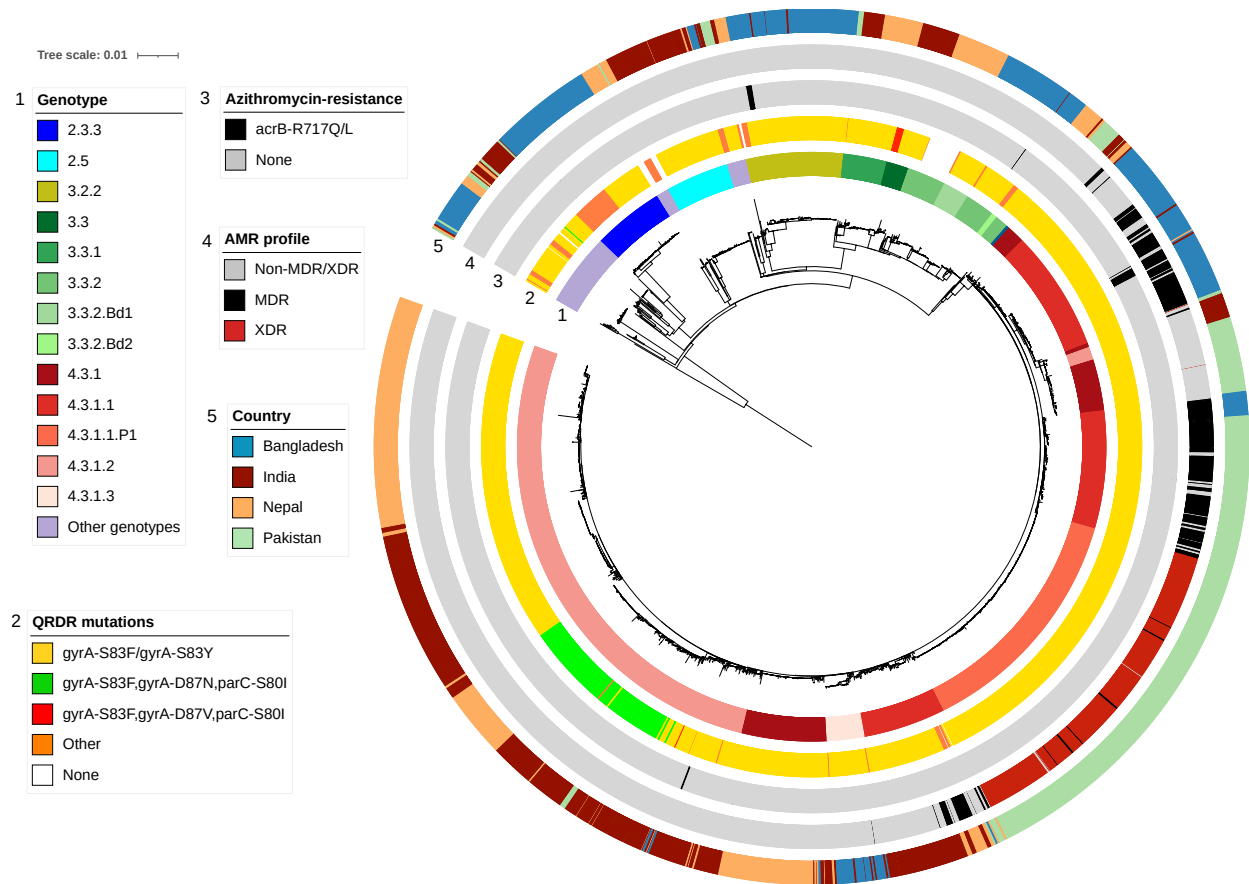 Tree scale: 0.01
1 Genotype
2.3.3
2.5
3.2.2
3.3
3.3.1
3.3.2
3.3.2.Bd1
3.3.2.Bd2
4.3.1
4.3.1.1
4.3.1.1.P1
4.3.1.2
4.3.1.3
Other genotypes
3 Azithromycin-resistance
acrB-R717Q/L
None
4 AMR profile
Non-MDR/XDR
MDR
XDR
5 Country
Bangladesh
India
Nepal
Pakistan
2 QRDR mutations
gyrA-S83F/gyrA-S83Y
gyrA-S83F,gyrA-D87N,parC-S80I
gyrA-S83F,gyrA-D87V,parC-S80I
Other
None
5
4
3
2
1